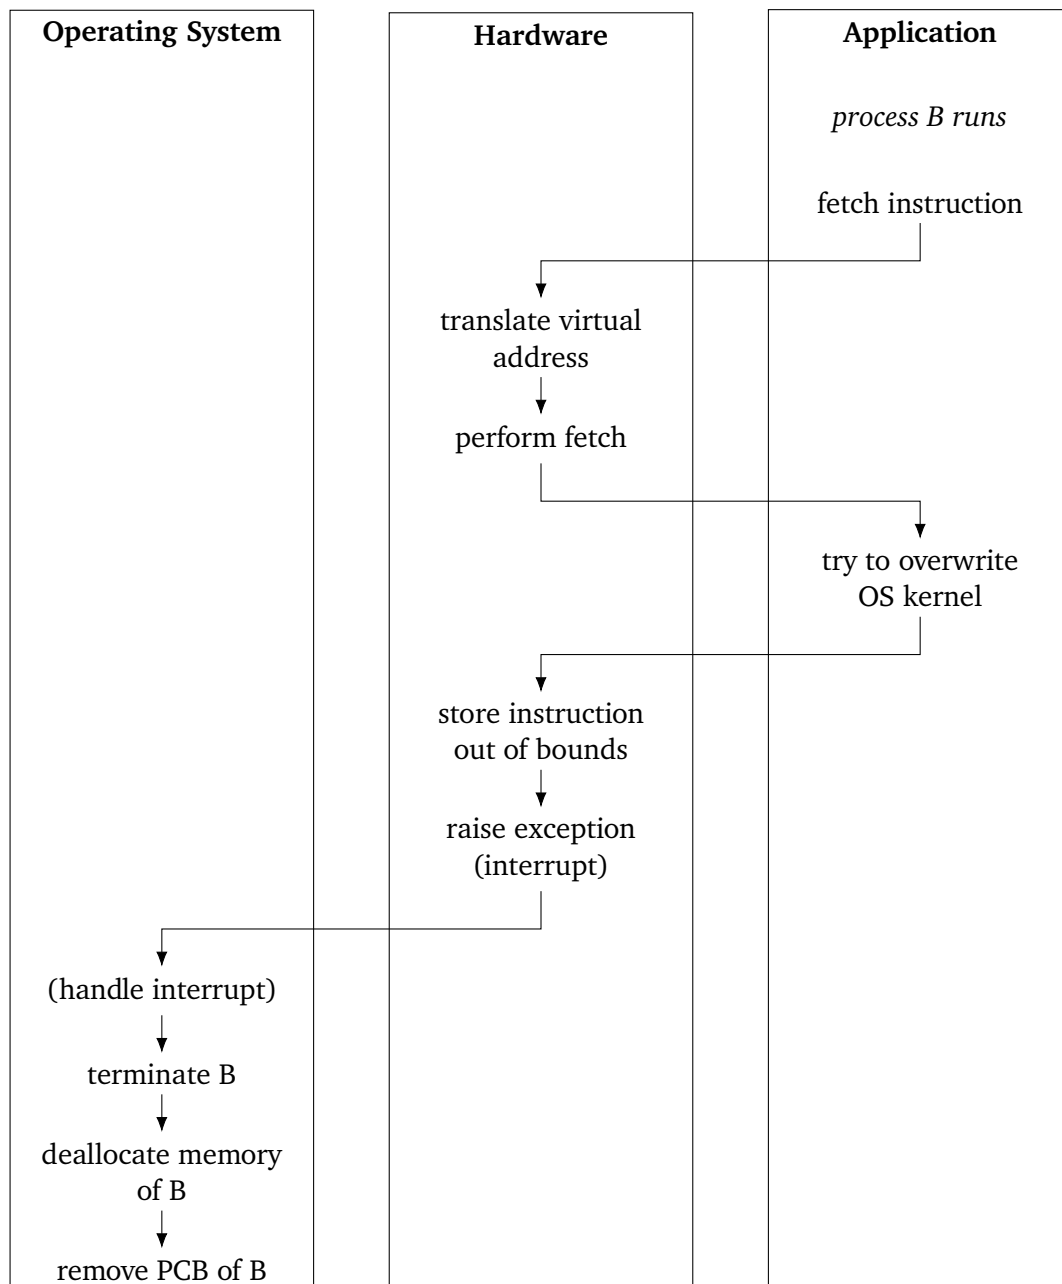 Operating System
Hardware
Application
process B runs
fetch instruction
translate virtual
address
perform fetch
try to overwrite
OS kernel
store instruction
out of bounds
raise exception
(interrupt)
(handle interrupt)
terminate B
deallocate memory
of B
remove PCB of B